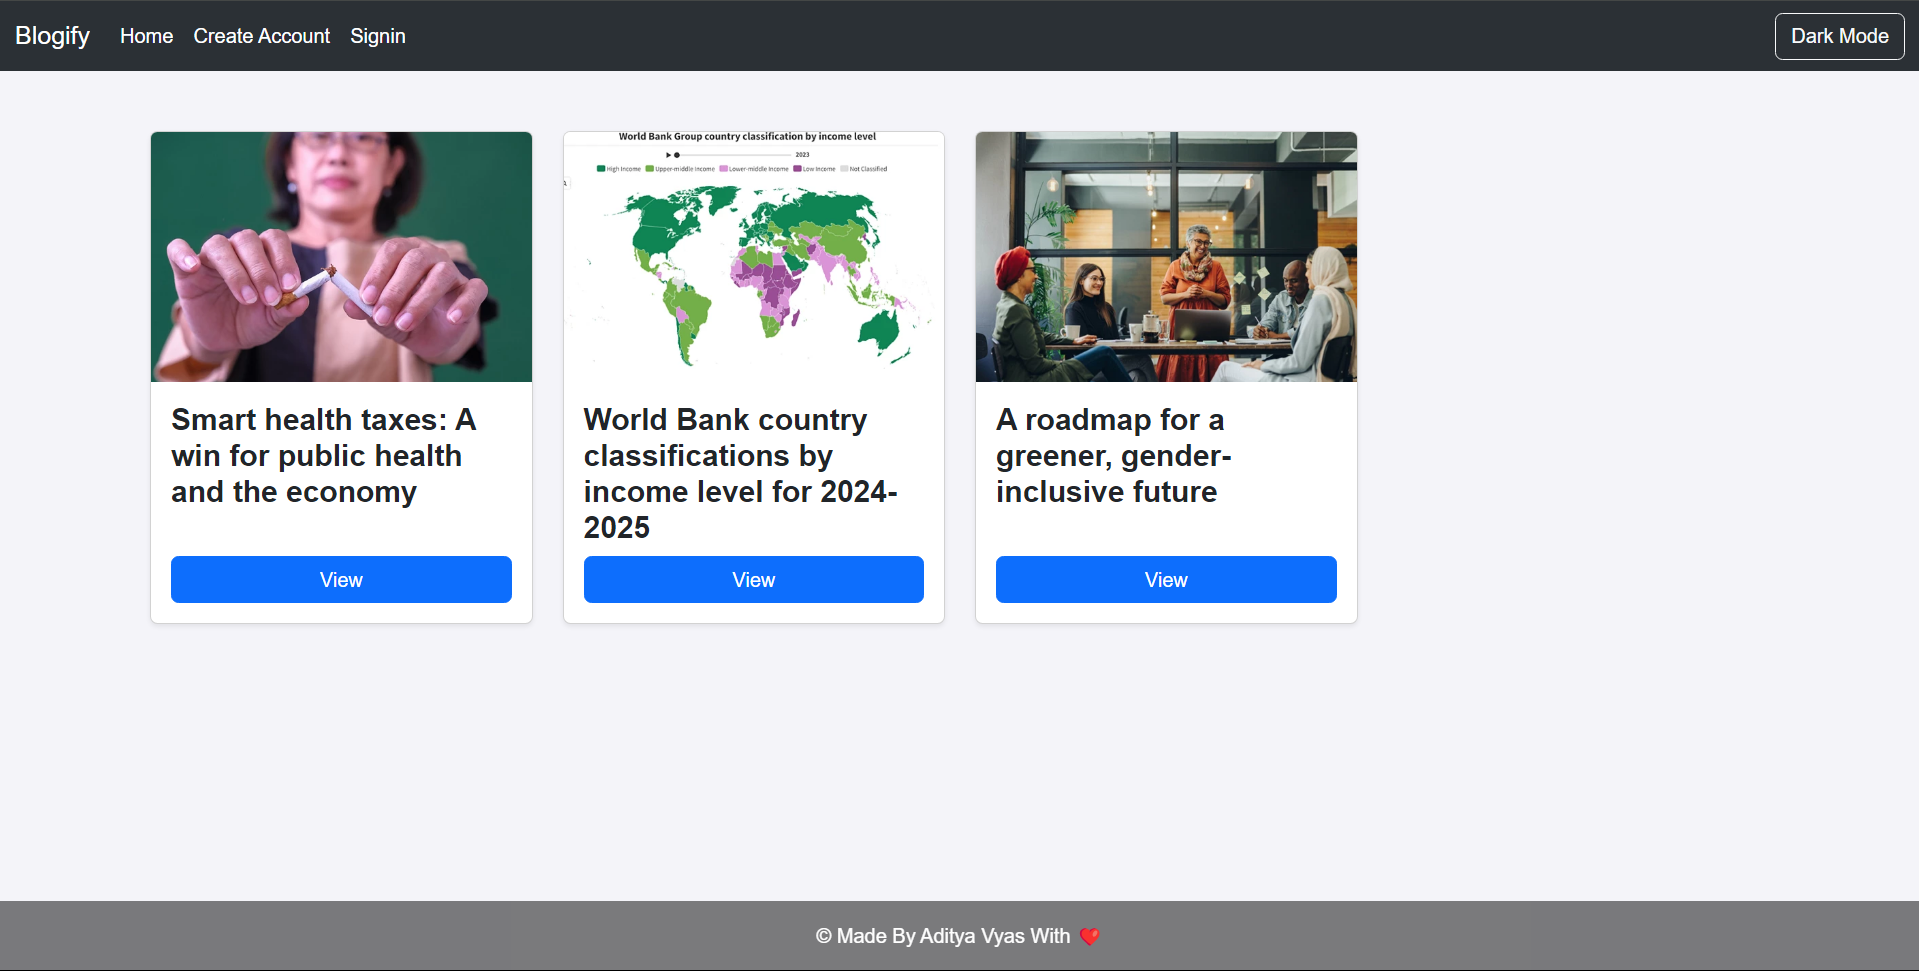 Blogify Home Create Account Signin Dark Mode
World Bank Group country classification by income level
2023
High Income Upper-middle Income Lower-middle Income Low Income Not Classified
Smart health taxes: A
win for public health
and the economy
View
World Bank country
classifications by
income level for 2024-
2025
View
A roadmap for a
greener, gender-
inclusive future
View
© Made By Aditya Vyas With ❤️